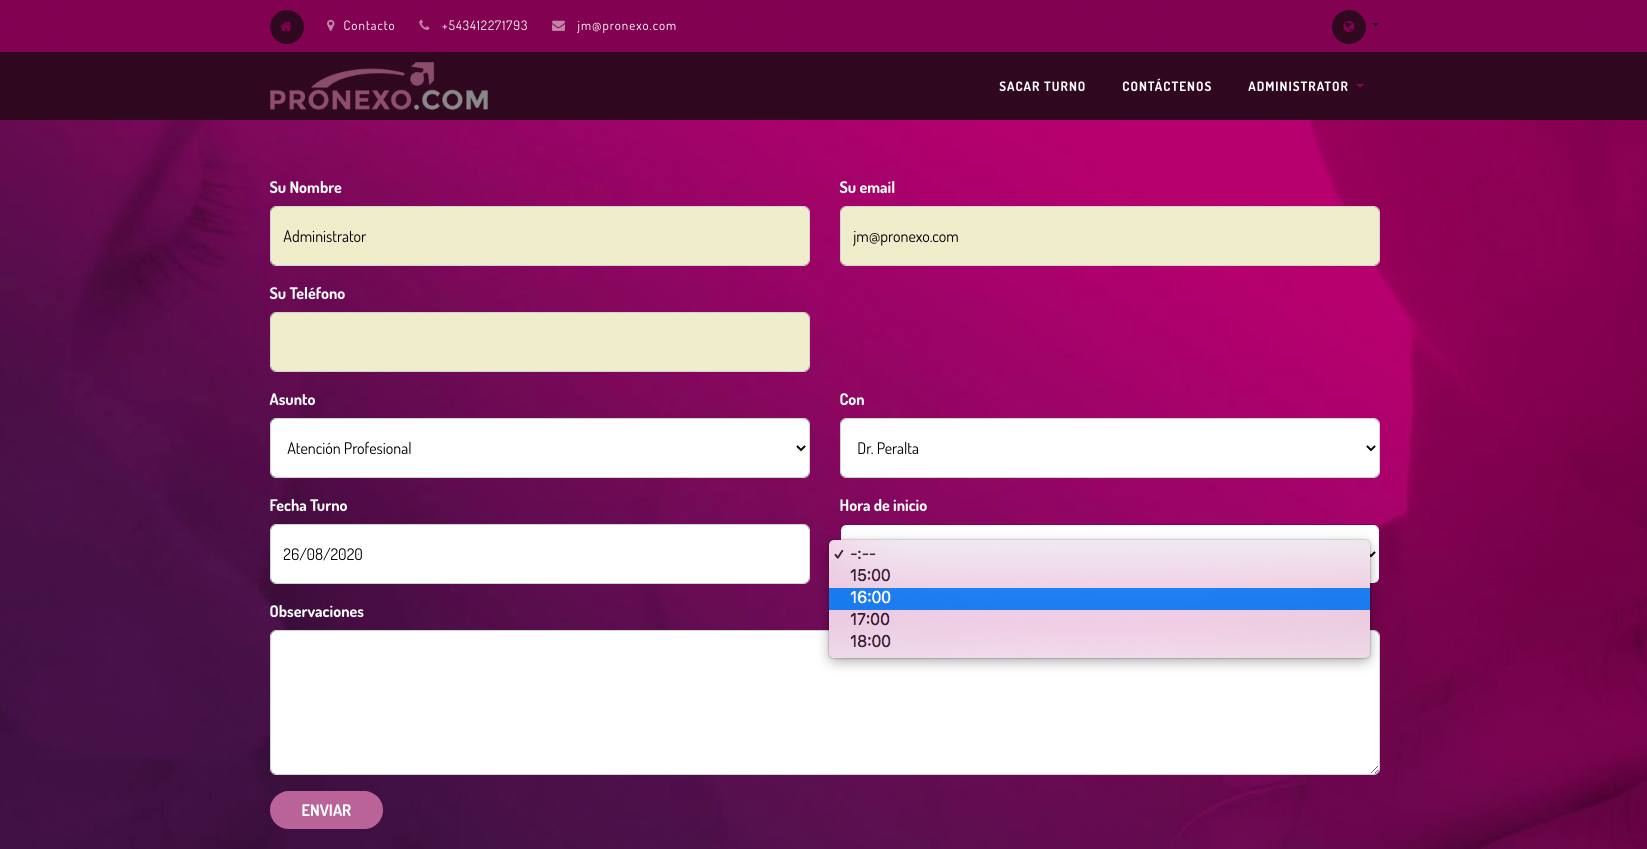 Contacto +543412271793 jm@pronexo.com
PRONEXO.COM
SACAR TURNO CONTÁCTENOS ADMINISTRATOR
Su Nombre
Su email
Administrator
jm@pronexo.com
Su Teléfono
Asunto
Con
Atención Profesional
Dr. Peralta
Fecha Turno
Hora de inicio
26/08/2020
✓ -:--
15:00
16:00
17:00
18:00
Observaciones
ENVIAR